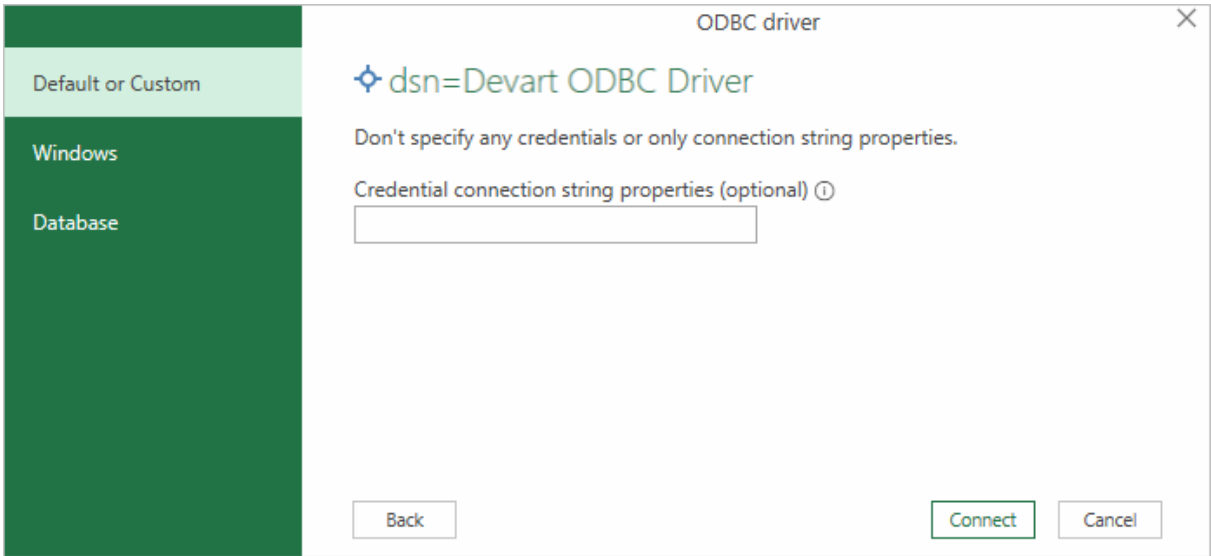 ODBC driver
Default or Custom
Windows
Database
dsn=Devart ODBC Driver
Don't specify any credentials or only connection string properties.
Credential connection string properties (optional)
Back
Connect
Cancel